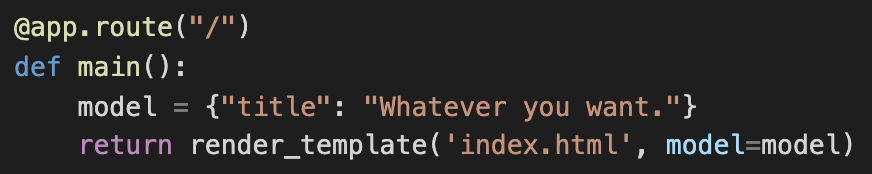 @app.route("/")
def main():
    model = {"title": "Whatever you want."}
    return render_template('index.html', model=model)